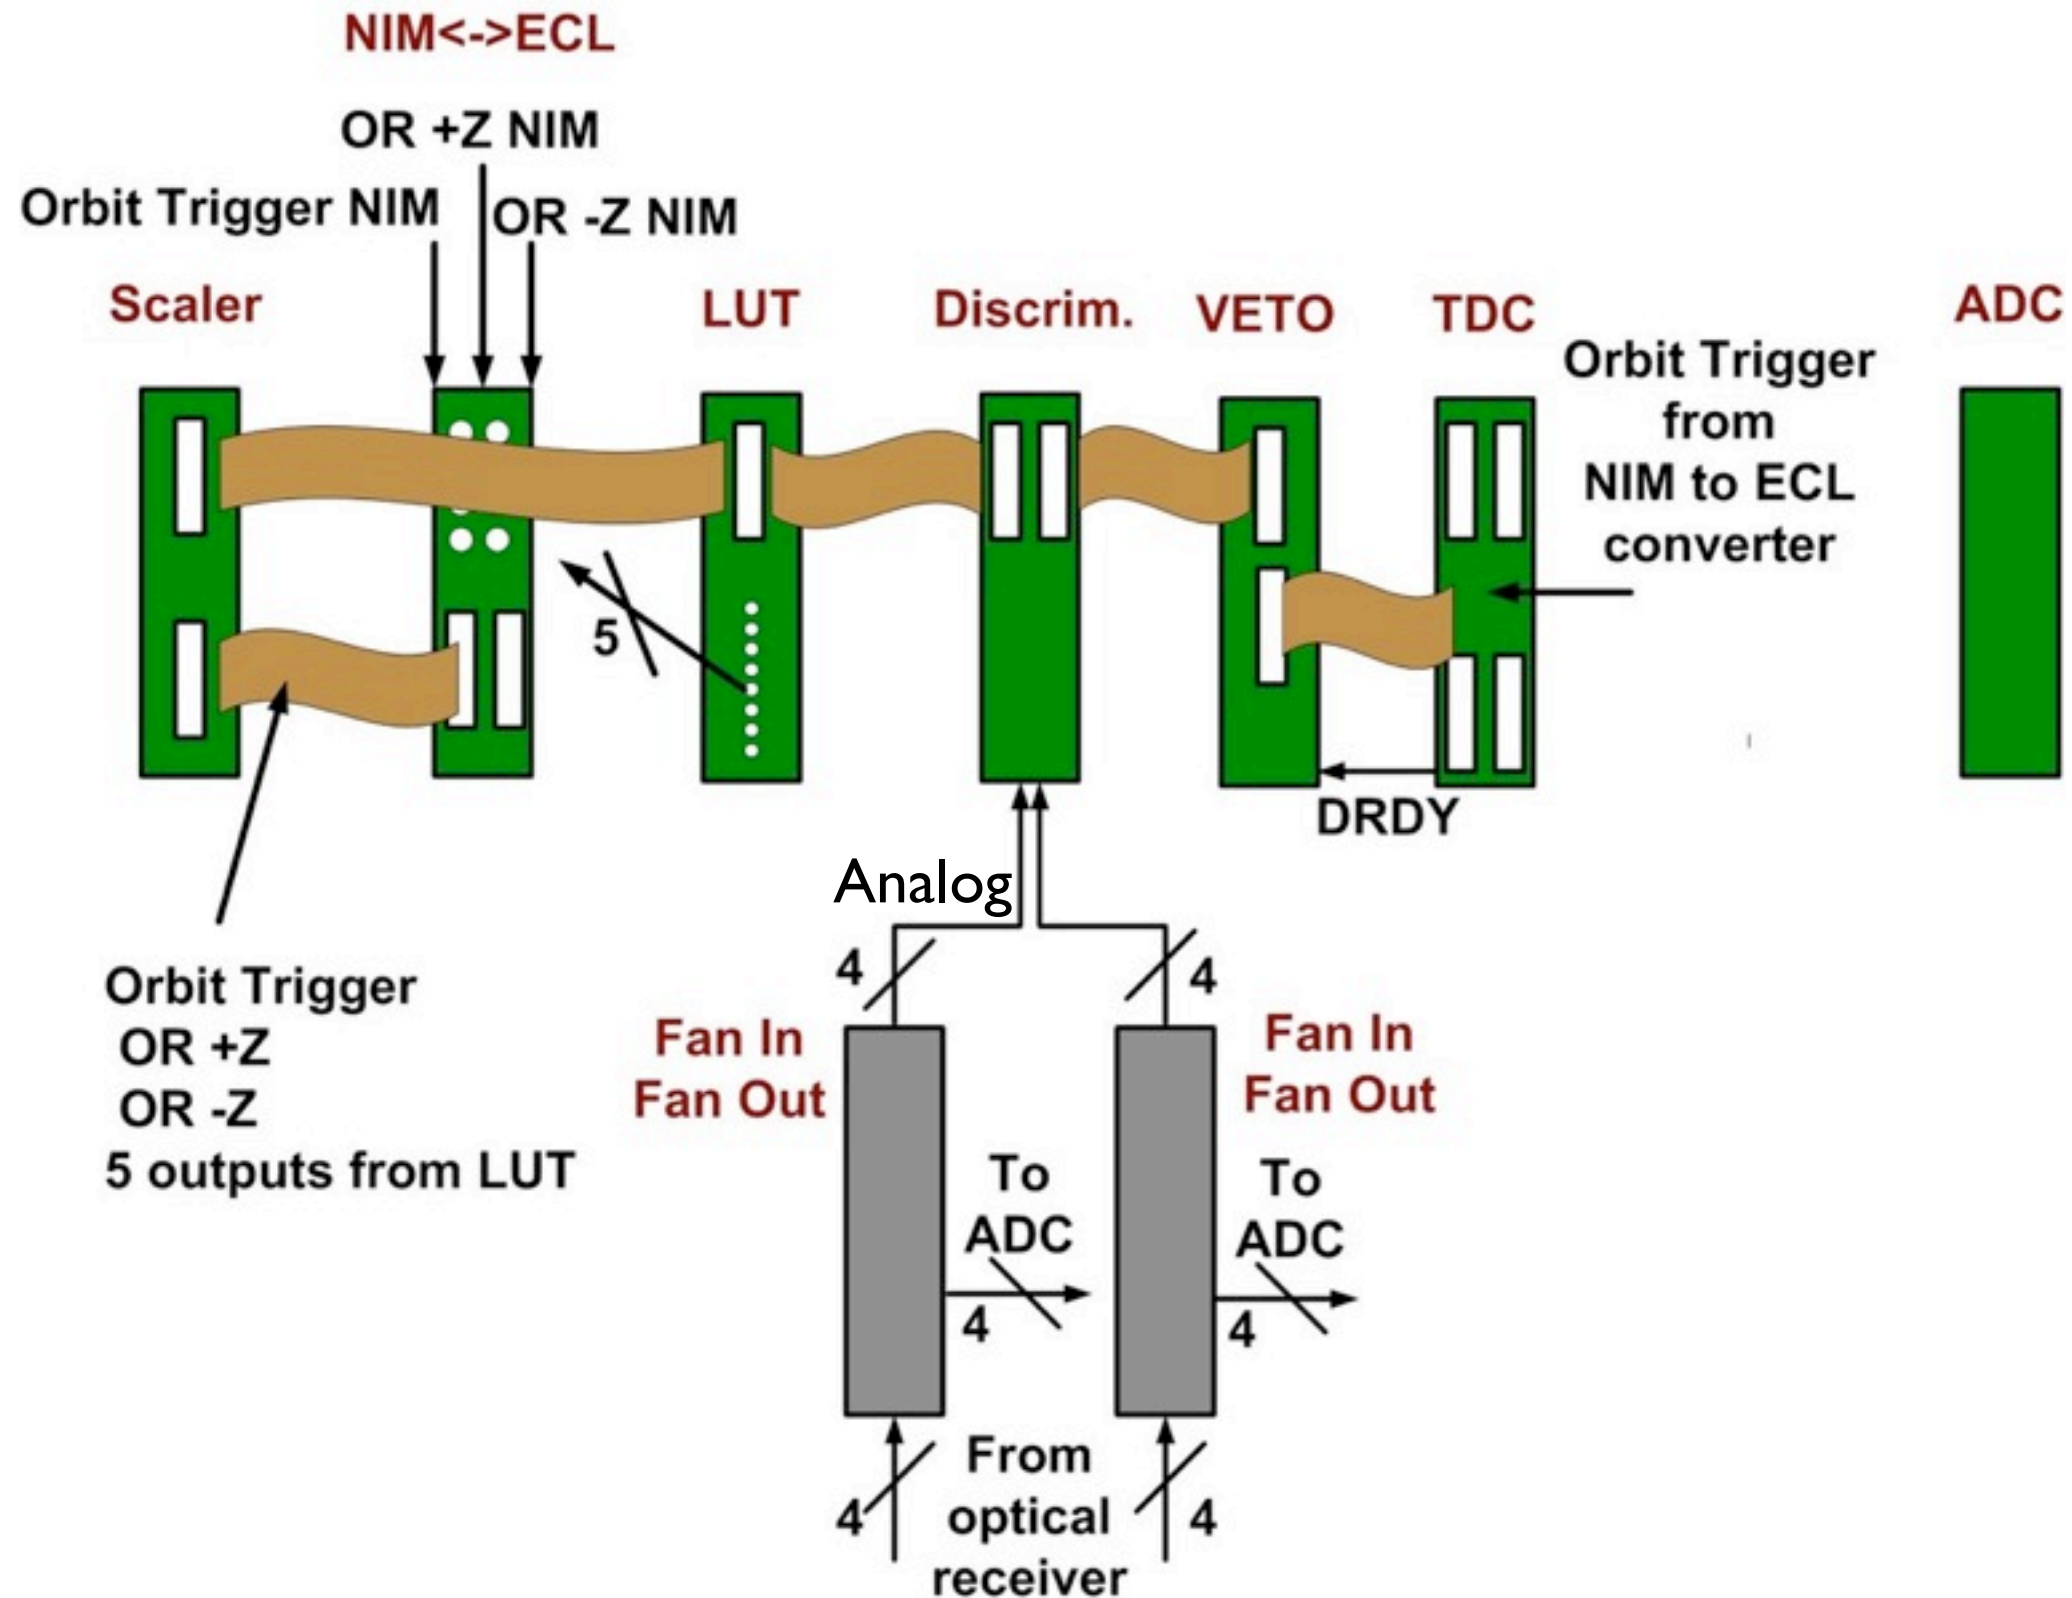 NIM<->ECL
OR +Z NIM
Orbit Trigger NIM
OR -Z NIM
Scaler
LUT
Discrim.
VETO
TDC
ADC
Orbit Trigger
from
NIM to ECL
converter
5
DRDY
Analog
4
4
Orbit Trigger
OR +Z
OR -Z
5 outputs from LUT
Fan In
Fan Out
Fan In
Fan Out
To
ADC
4
To
ADC
4
From
optical
receiver
4
4